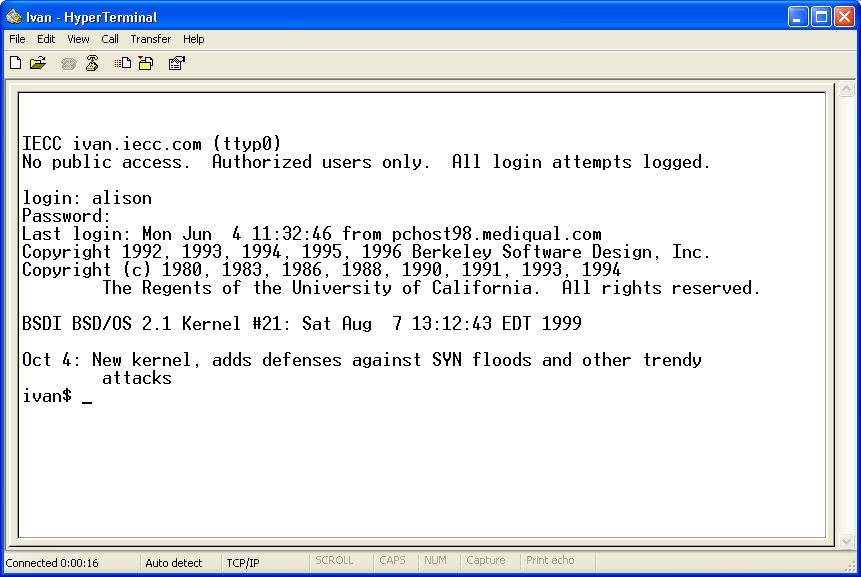 Ivan - HyperTerminal
File Edit View Call Transfer Help
IECC ivan.iecc.com (ttyp0)
No public access.  Authorized users only.  All login attempts logged.
login: alison
Password:
Last login: Mon Jun  4 11:32:46 from pchost98.mediqual.com
Copyright 1992, 1993, 1994, 1995, 1996 Berkeley Software Design, Inc.
Copyright (c) 1980, 1983, 1986, 1988, 1990, 1991, 1993, 1994
The Regents of the University of California.  All rights reserved.
BSDI BSD/OS 2.1 Kernel #21: Sat Aug  7 13:12:43 EDT 1999
Oct 4: New kernel, adds defenses against SYN floods and other trendy
attacks
ivan$ _
Connected 0:00:16 Auto detect TCP/IP SCROLL CAPS NUM Capture Print echo